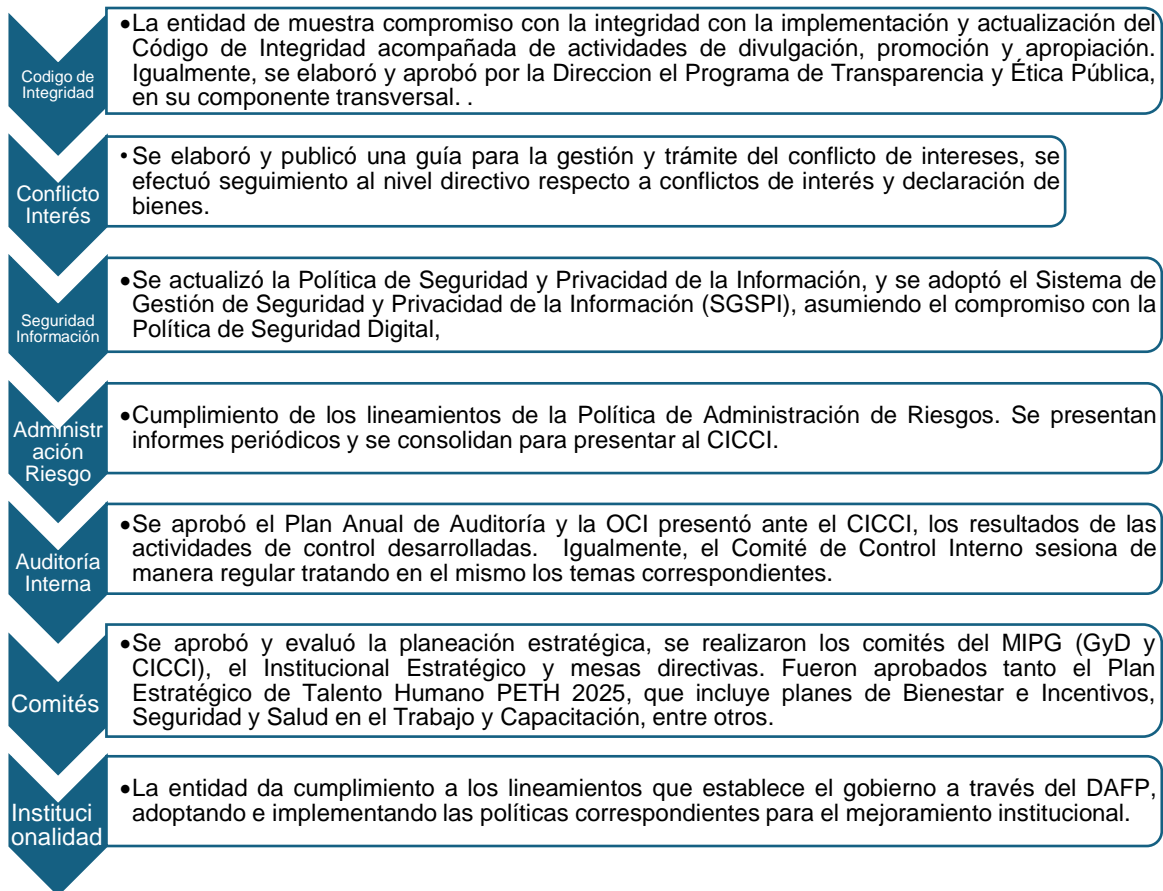 Codigo de
Integridad
•La entidad de muestra compromiso con la integridad con la implementación y actualización del
Código de Integridad acompañada de actividades de divulgación, promoción y apropiación.
Igualmente, se elaboró y aprobó por la Direccion el Programa de Transparencia y Ética Pública,
en su componente transversal. .
Conflicto
Interés
•Se elaboró y publicó una guía para la gestión y trámite del conflicto de intereses, se
efectuó seguimiento al nivel directivo respecto a conflictos de interés y declaración de
bienes.
Seguridad
Información
•Se actualizó la Política de Seguridad y Privacidad de la Información, y se adoptó el Sistema de
Gestión de Seguridad y Privacidad de la Información (SGSPI), asumiendo el compromiso con la
Política de Seguridad Digital,
Administr
ación
Riesgo
•Cumplimiento de los lineamientos de la Política de Administración de Riesgos. Se presentan
informes periódicos y se consolidan para presentar al CICCI.
Auditoría
Interna
•Se aprobó el Plan Anual de Auditoría y la OCI presentó ante el CICCI, los resultados de las
actividades de control desarrolladas. Igualmente, el Comité de Control Interno sesiona de
manera regular tratando en el mismo los temas correspondientes.
Comités
•Se aprobó y evaluó la planeación estratégica, se realizaron los comités del MIPG (GyD y
CICCI), el Institucional Estratégico y mesas directivas. Fueron aprobados tanto el Plan
Estratégico de Talento Humano PETH 2025, que incluye planes de Bienestar e Incentivos,
Seguridad y Salud en el Trabajo y Capacitación, entre otros.
Instituci
onalidad
•La entidad da cumplimiento a los lineamientos que establece el gobierno a través del DAFP,
adoptando e implementando las políticas correspondientes para el mejoramiento institucional.